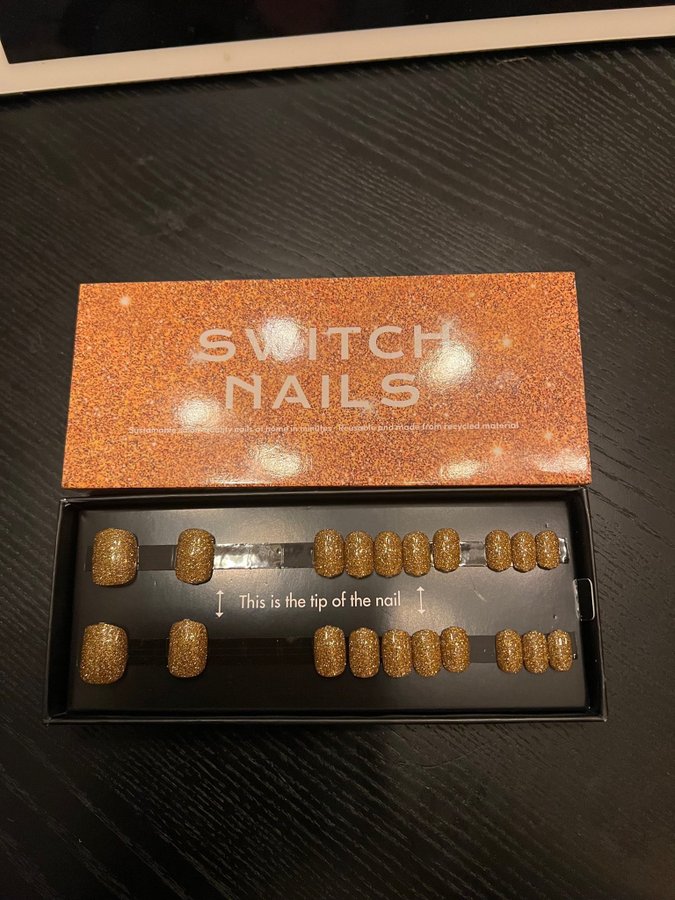 SWITCH
NAILS
Sustainable quality nails at home in minutes - Reusable and made from recycled material
This is the tip of the nail